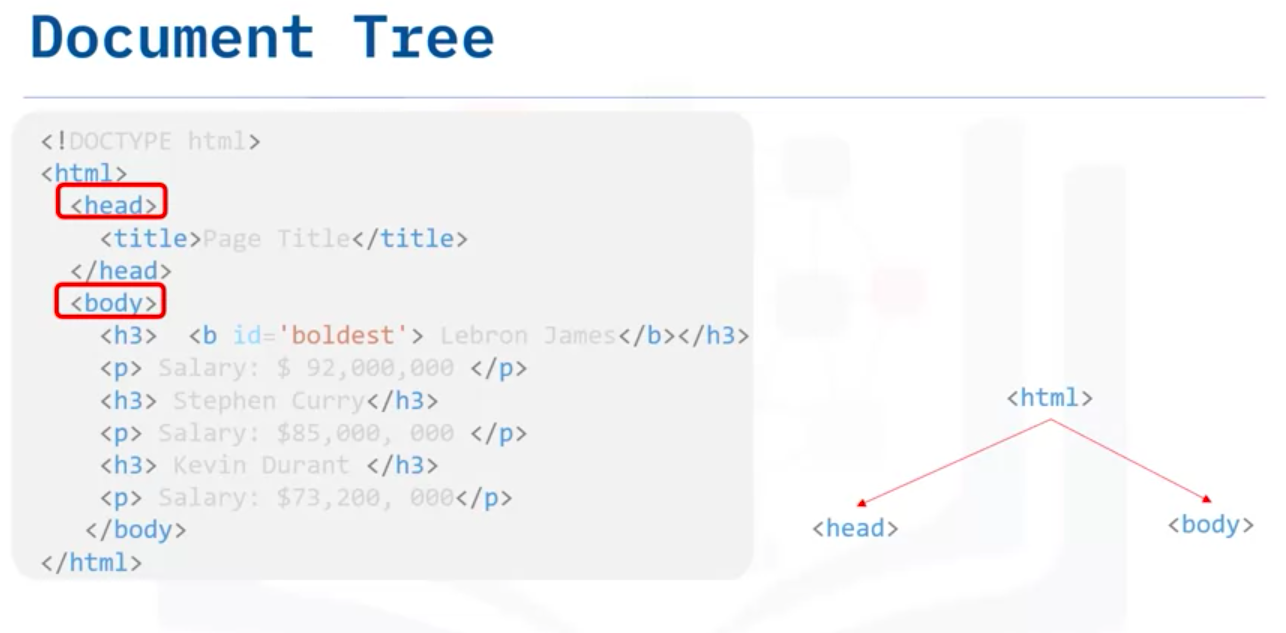 Document Tree
<!DOCTYPE html>
<html>
<head>
<title>Page Title</title>
</head>
<body>
<h3>  <b id='boldest'> Lebron James</b></h3>
<p> Salary: $ 92,000,000 </p>
<h3> Stephen Curry</h3>
<p> Salary: $85,000, 000 </p>
<h3> Kevin Durant </h3>
<p> Salary: $73,200, 000</p>
</body>
</html>
<html>
<head>
<body>